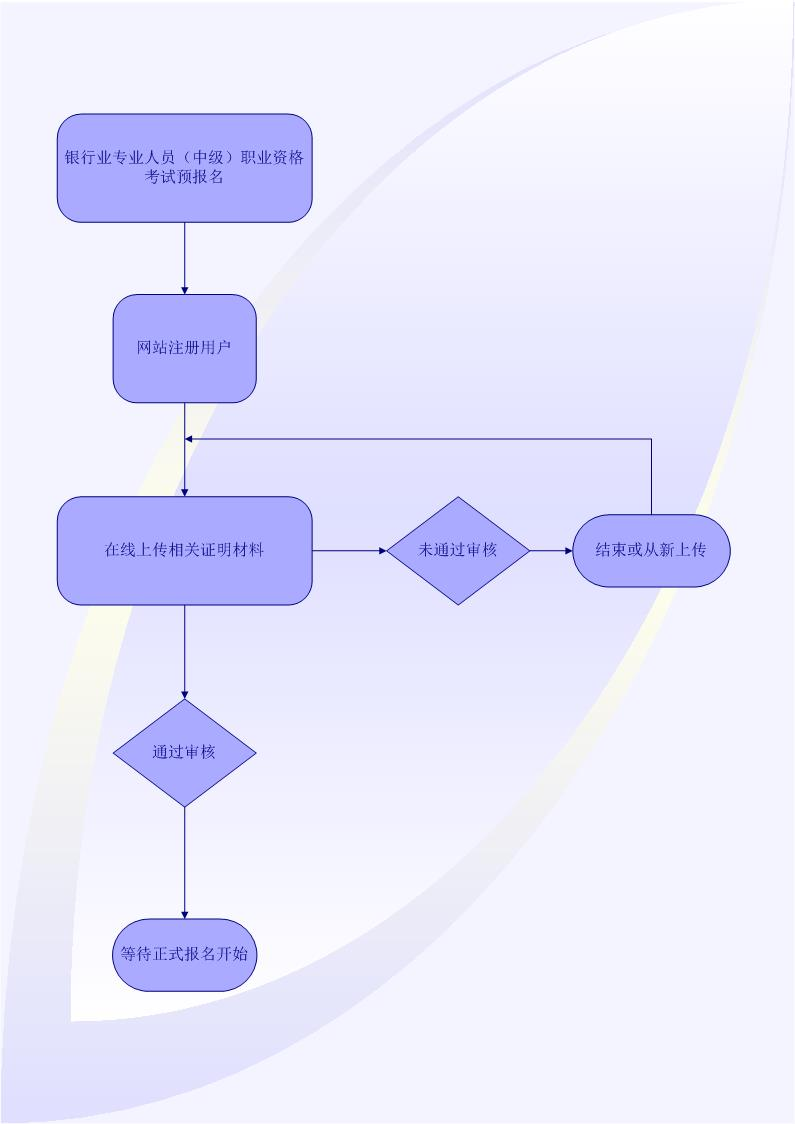 银行业专业人员（中级）职业资格
考试预报名
网站注册用户
在线上传相关证明材料
未通过审核
结束或从新上传
通过审核
等待正式报名开始